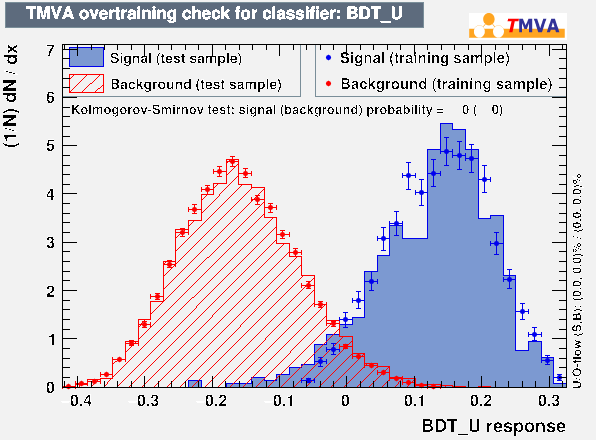 TMVA overtraining check for classifier: BDT_U
TMVA
(1/N) dN / dx
7
6
5
4
3
2
1
0
Signal (test sample)
Background (test sample)
Signal (training sample)
Background (training sample)
Kolmogorov-Smirnov test: signal (background) probability = 0 ( 0)
U/O-flow (S,B): (0.0, 0.0)% / (0.0, 0.0)%
−0.4 −0.3 −0.2 −0.1 0 0.1 0.2 0.3
BDT_U response